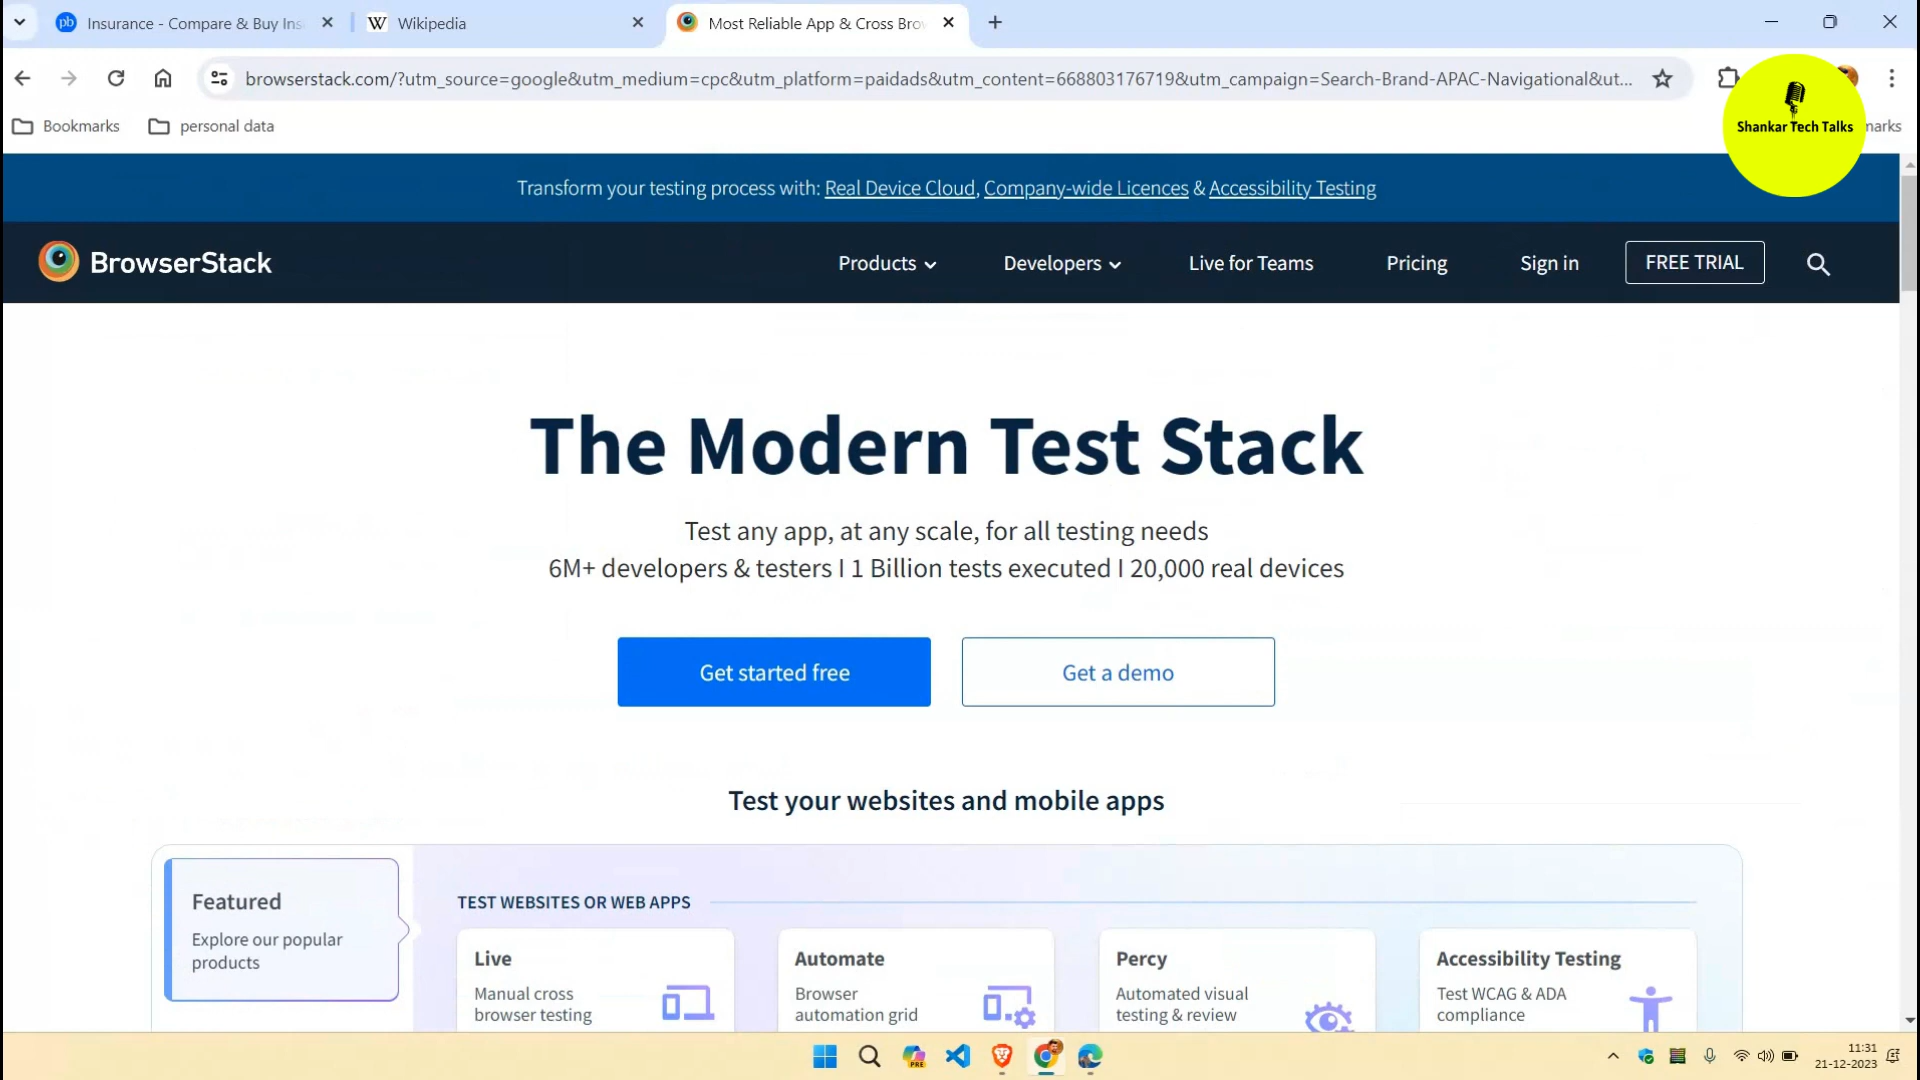 pb Insurance - Compare & Buy Ins
W Wikipedia
Most Reliable App & Cross Brow
browserstack.com/?utm_source=google&utm_medium=cpc&utm_platform=paidads&utm_content=668803176719&utm_campaign=Search-Brand-APAC-Navigational&ut...
Bookmarks
personal data
Shankar Tech Talks
marks
Transform your testing process with: Real Device Cloud, Company-wide Licences & Accessibility Testing
BrowserStack
Products
Developers
Live for Teams
Pricing
Sign in
FREE TRIAL
The Modern Test Stack
Test any app, at any scale, for all testing needs
6M+ developers & testers I 1 Billion tests executed I 20,000 real devices
Get started free
Get a demo
Test your websites and mobile apps
Featured
Explore our popular
products
TEST WEBSITES OR WEB APPS
Live
Manual cross
browser testing
Automate
Browser
automation grid
Percy
Automated visual
testing & review
Accessibility Testing
Test WCAG & ADA
compliance
PRE
11:31
21-12-2023